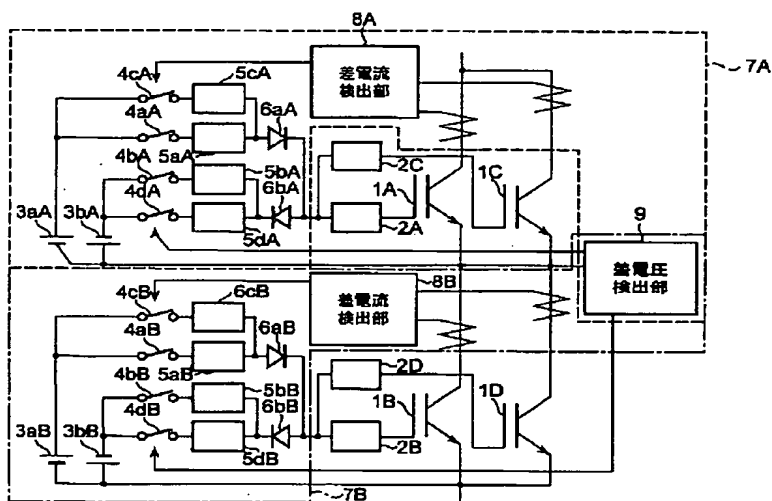 8A
7A
5cA
4cA
差電流
検出部
6aA
4aA
5aA
2C
4bA
5bA
1A
1C
4dA
6bA
3aA
3bA
2A
5dA
9
差電圧
検出部
8B
4cB
6cB
差電流
検出部
6aB
4aB
5aB
2D
4bB
5bB
1B
1D
4dB
6bB
3aB
3bB
2B
5dB
7B